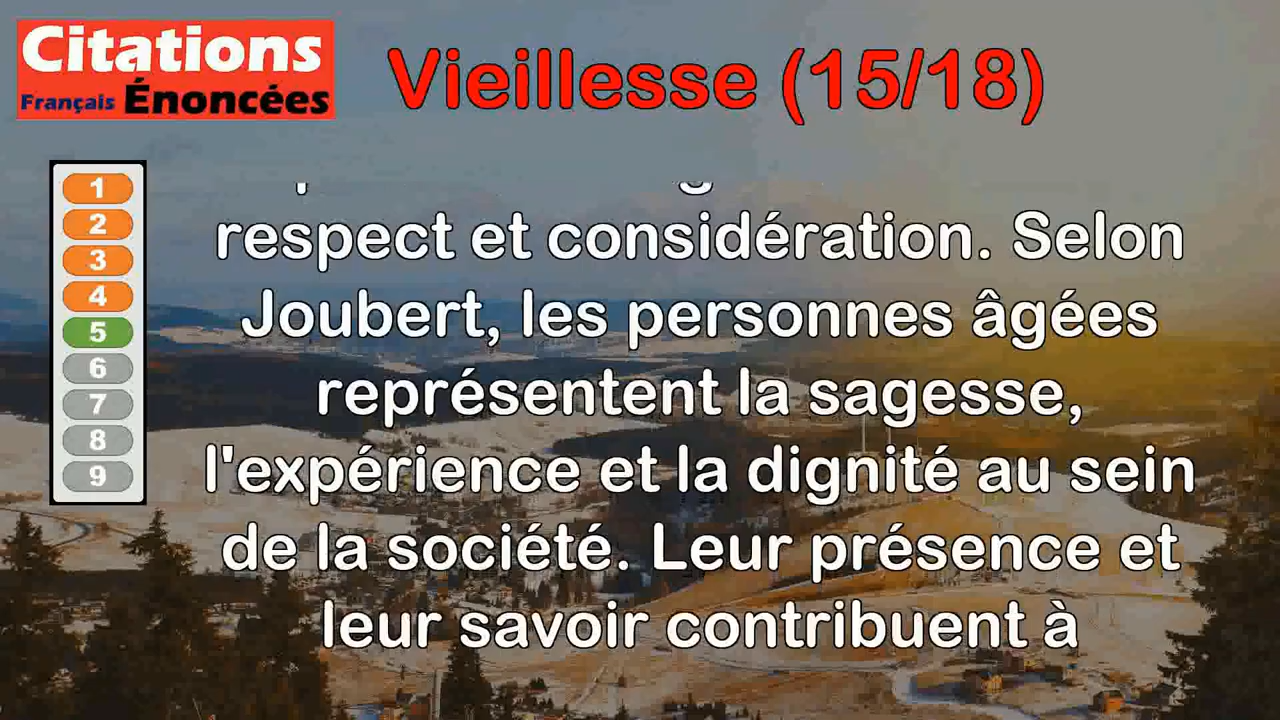 Citations
Français Énoncées
Vieillesse (15/18)
1
2
3
4
5
6
7
8
9
respect et considération. Selon
Joubert, les personnes âgées
représentent la sagesse,
l'expérience et la dignité au sein
de la société. Leur présence et
leur savoir contribuent à